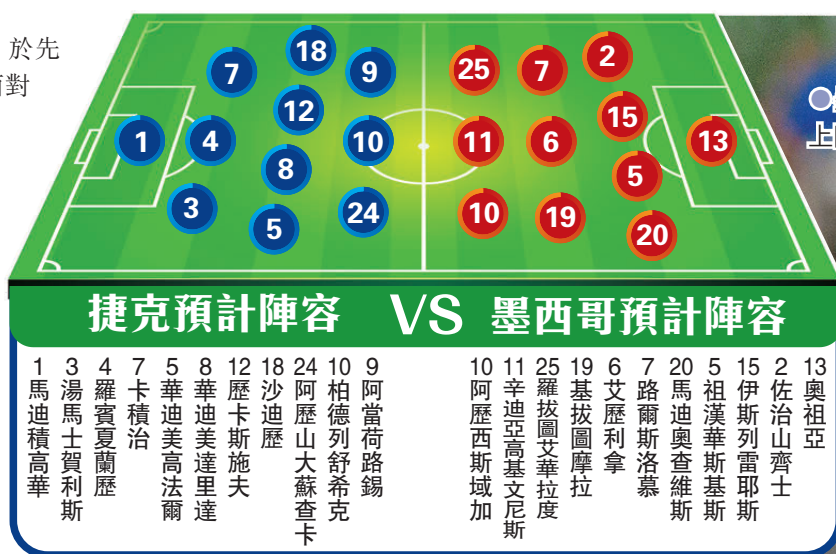 於先
對
18
7
9
12
1
4
10
8
3
24
5
2
25
7
15
11
6
13
5
10
19
20
捷克預計陣容 VS 墨西哥預計陣容
1 馬迪積高華
3 湯馬士賀利斯
4 羅賓夏蘭歷
7 卡積治
5 華迪美高法爾
8 華迪美達里達
12 歷卡斯施夫
18 沙迪歷
24 阿歷山大蘇查卡
10 柏德列舒希克
9 阿當荷路錫
10 阿歷西斯域加
11 辛迪亞高基文尼斯
25 羅拔圖艾華拉度
19 基拔圖摩拉
6 艾歷利拿
7 路爾斯洛慕
20 馬迪奧查維斯
5 祖漢華斯基斯
15 伊斯列雷耶斯
2 佐治山齊士
13 奧祖亞
上